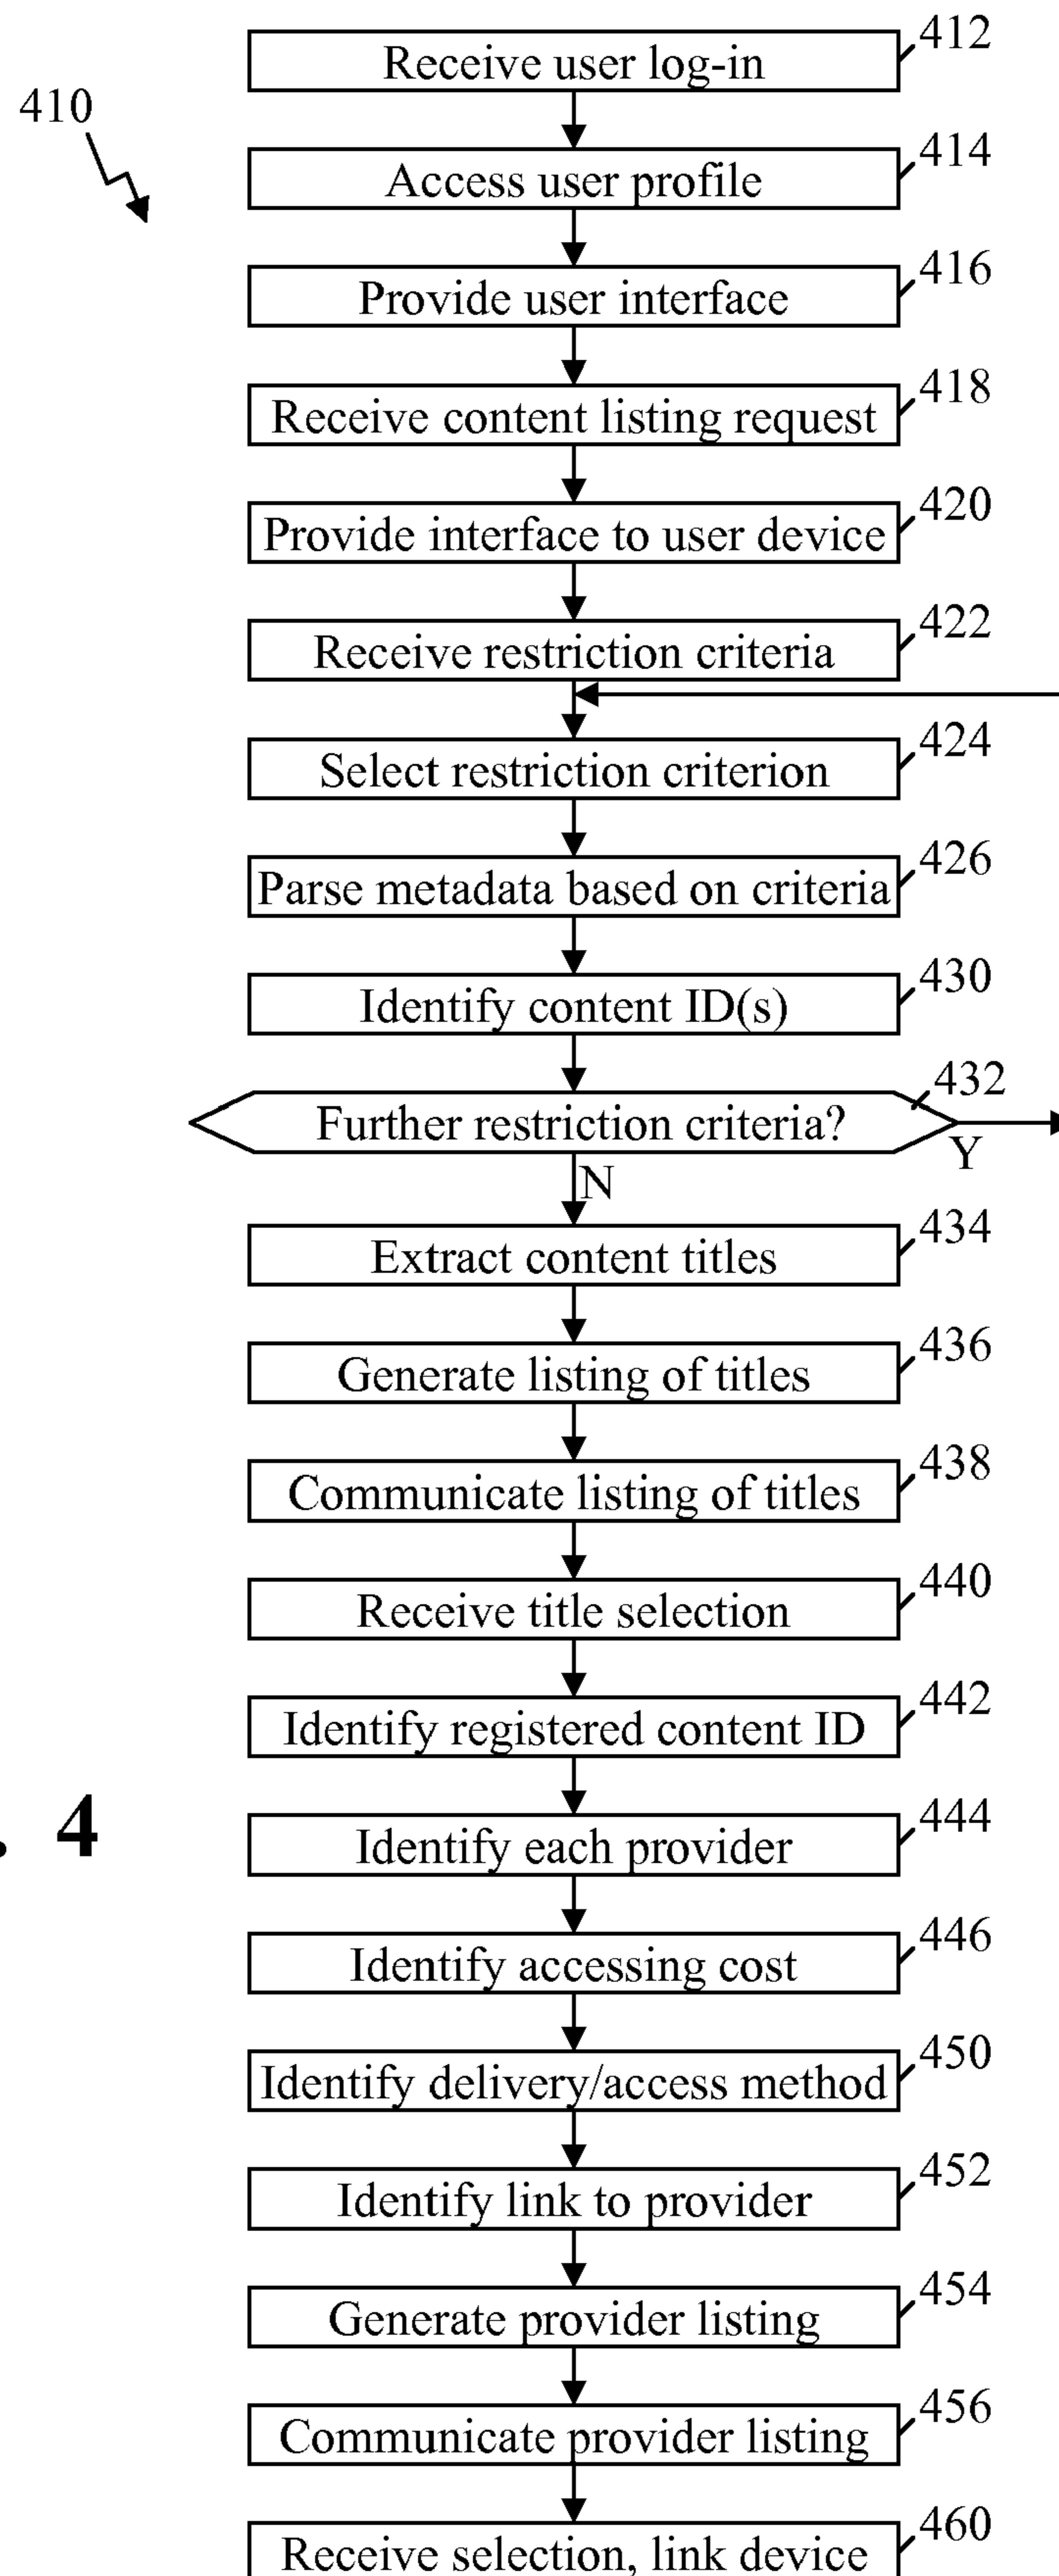 410
Receive user log-in 412
Access user profile 414
Provide user interface 416
Receive content listing request 418
Provide interface to user device 420
Receive restriction criteria 422
Select restriction criterion 424
Parse metadata based on criteria 426
Identify content ID(s) 430
Further restriction criteria? 432
Y
N
Extract content titles 434
Generate listing of titles 436
Communicate listing of titles 438
Receive title selection 440
Identify registered content ID 442
. 4
Identify each provider 444
Identify accessing cost 446
Identify delivery/access method 450
Identify link to provider 452
Generate provider listing 454
Communicate provider listing 456
Receive selection, link device 460